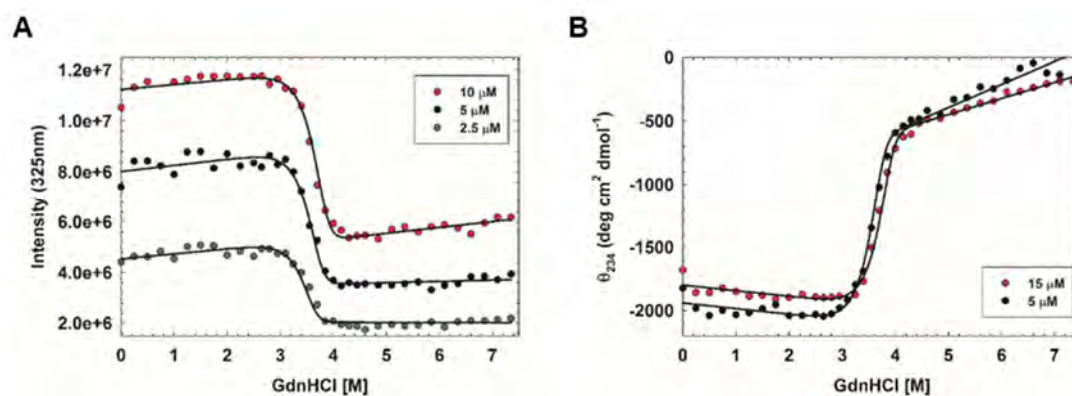 A
Intensity (325nm)
1.2e+7
1.0e+7
8.0e+6
6.0e+6
4.0e+6
2.0e+6
10 μM
5 μM
2.5 μM
0 1 2 3 4 5 6 7
GdnHCl [M]
B
θ234 (deg cm2 dmol-1)
0
-500
-1000
-1500
-2000
15 μM
5 μM
0 1 2 3 4 5 6 7
GdnHCl [M]